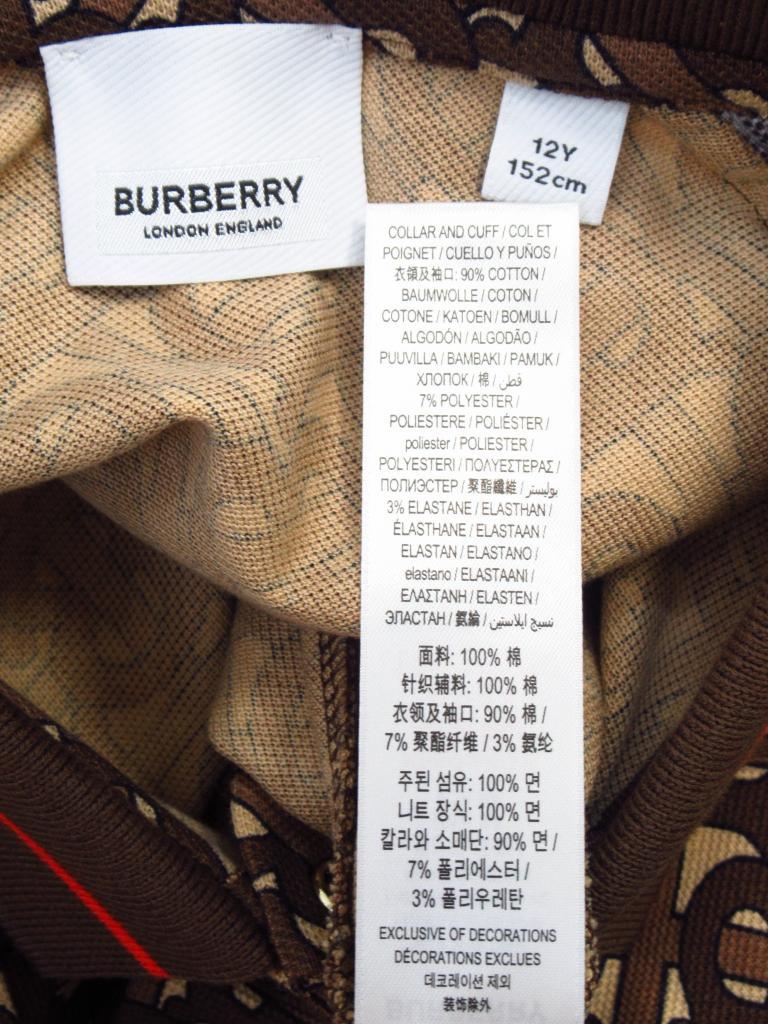 BURBERRY
LONDON ENGLAND
12Y
152cm
COLLAR AND CUFF / COL ET
POIGNET / CUELLO Y PUÑOS /
衣領及袖口: 90% COTTON /
BAUMWOLLE / COTON /
COTONE / KATOEN / BOMULL /
ALGODÓN / ALGODÃO /
PUUVILLA / BAMBAKI / PAMUK /
ХЛОПОК / 棉 / قطن
7% POLYESTER /
POLIESTERE / POLIÉSTER /
poliester / POLIESTER /
POLYESTERI / ΠΟΛΥΕΣΤΕΡΑΣ /
ПОЛИЭСТЕР / 聚酯纖維 / بوليستر
3% ELASTANE / ELASTHAN /
ÉLASTHANE / ELASTAAN /
ELASTAN / ELASTANO /
elastano / ELASTAANI /
ΕΛΑΣΤΑΝΗ / ELASTEN /
ЭЛАСТАН / 氨綸 / نسيج ايلاستين
面料: 100% 棉
针织辅料: 100% 棉
衣领及袖口: 90% 棉 /
7% 聚酯纤维 / 3% 氨纶
주된 섬유: 100% 면
니트 장식: 100% 면
칼라와 소매단: 90% 면 /
7% 폴리에스터 /
3% 폴리우레탄
EXCLUSIVE OF DECORATIONS
DÉCORATIONS EXCLUES
데코레이션 제외
装饰除外